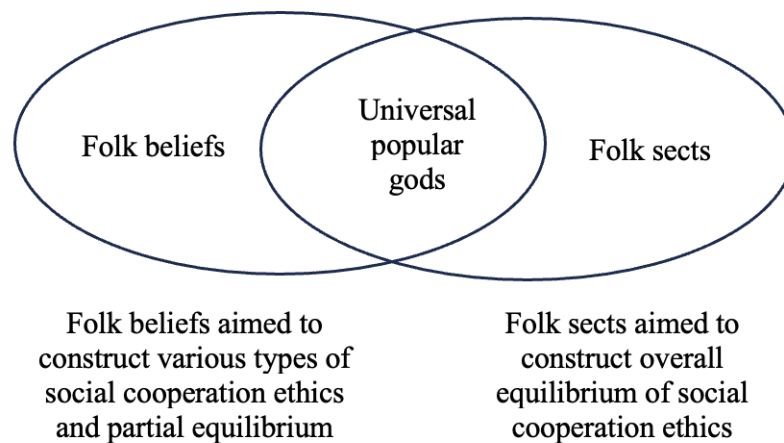 Folk beliefs
Universal
popular
gods
Folk sects
Folk beliefs aimed to
construct various types of
social cooperation ethics
and partial equilibrium
Folk sects aimed to
construct overall
equilibrium of social
cooperation ethics